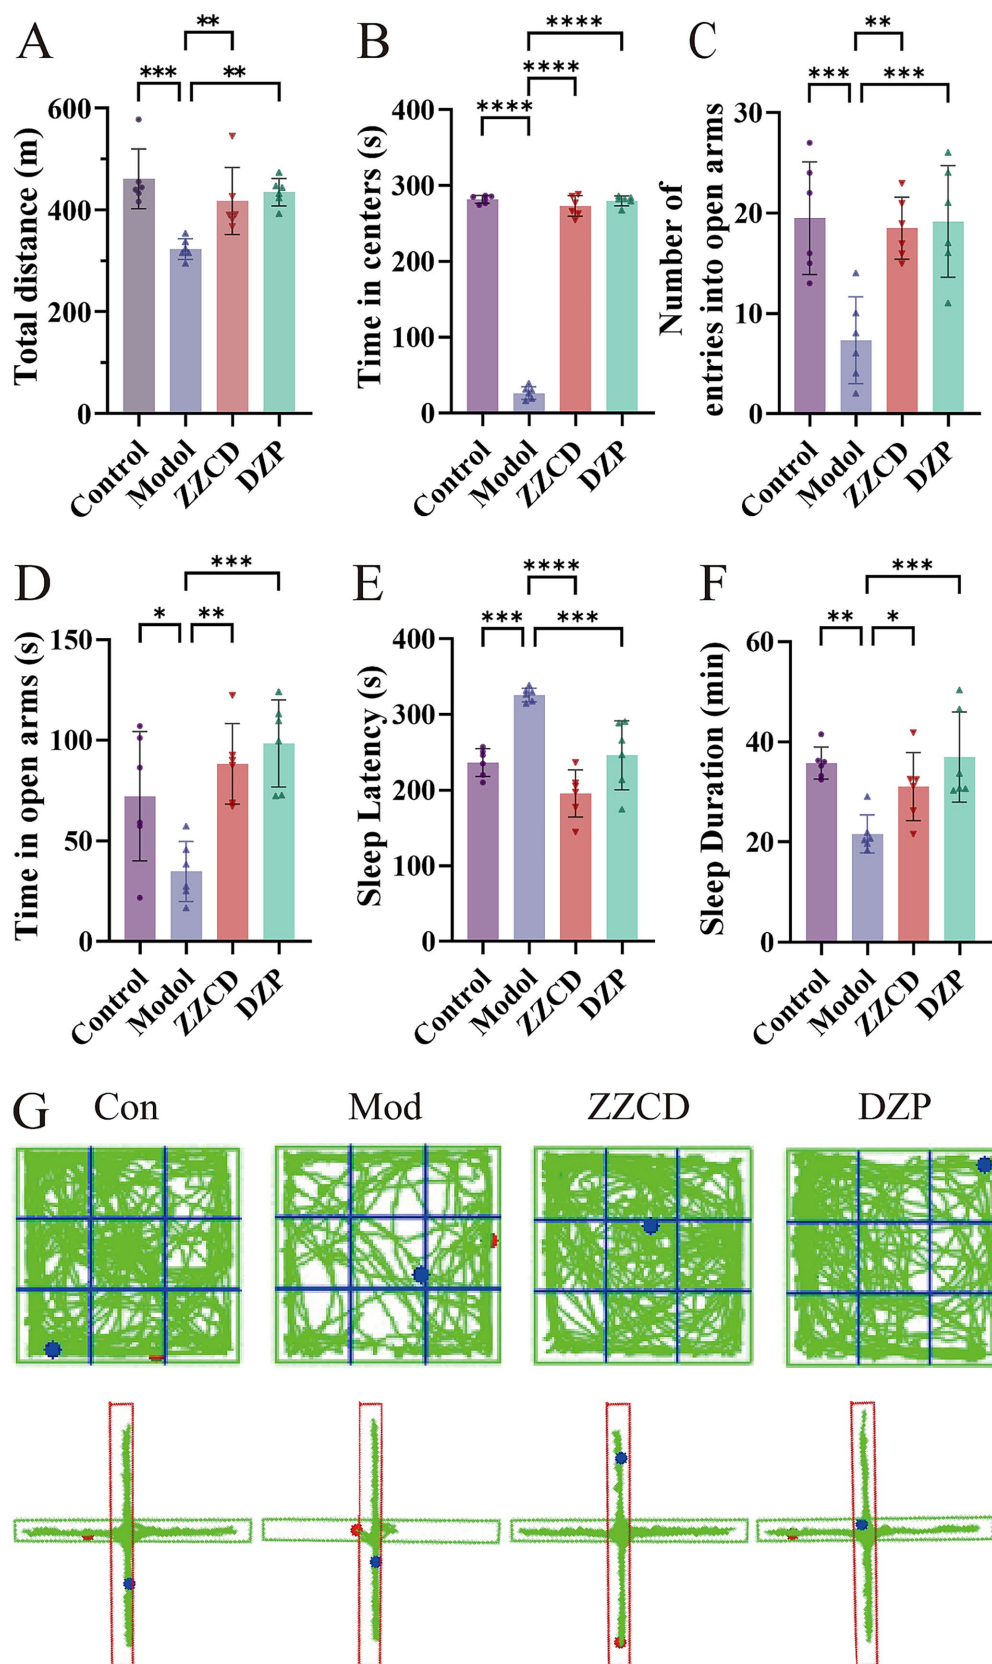 A
B
C
** **** **
*** ** **** **** *** ***
Total distance (m)
600
400
200
0
Control Modol ZZCD DZP
Time in centers (s)
400
300
200
100
0
Control Modol ZZCD DZP
Number of
entries into open arms
30
20
10
0
Control Modol ZZCD DZP
D
E
F
*** **** ***
* ** *** *** ** *
Time in open arms (s)
150
100
50
0
Control Modol ZZCD DZP
Sleep Latency (s)
400
300
200
100
0
Control Modol ZZCD DZP
Sleep Duration (min)
60
40
20
0
Control Modol ZZCD DZP
G Con Mod ZZCD DZP